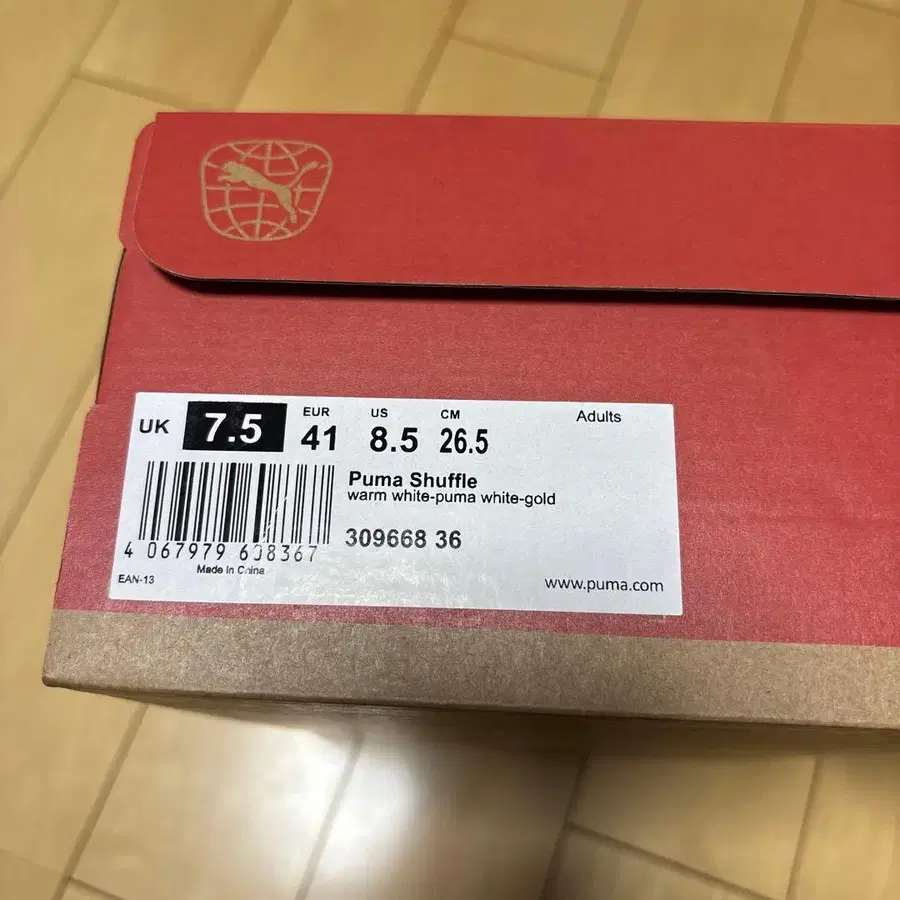 UK 7.5 EUR 41 US 8.5 CM 26.5 Adults
Puma Shuffle
warm white-puma white-gold
309668 36
4 067979 608367
Made in China
EAN-13
www.puma.com